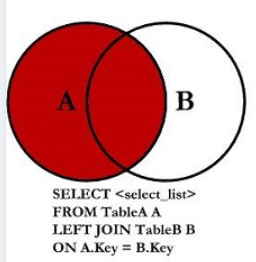 A B
SELECT <select_list>
FROM TableA A
LEFT JOIN TableB B
ON A.Key = B.Key